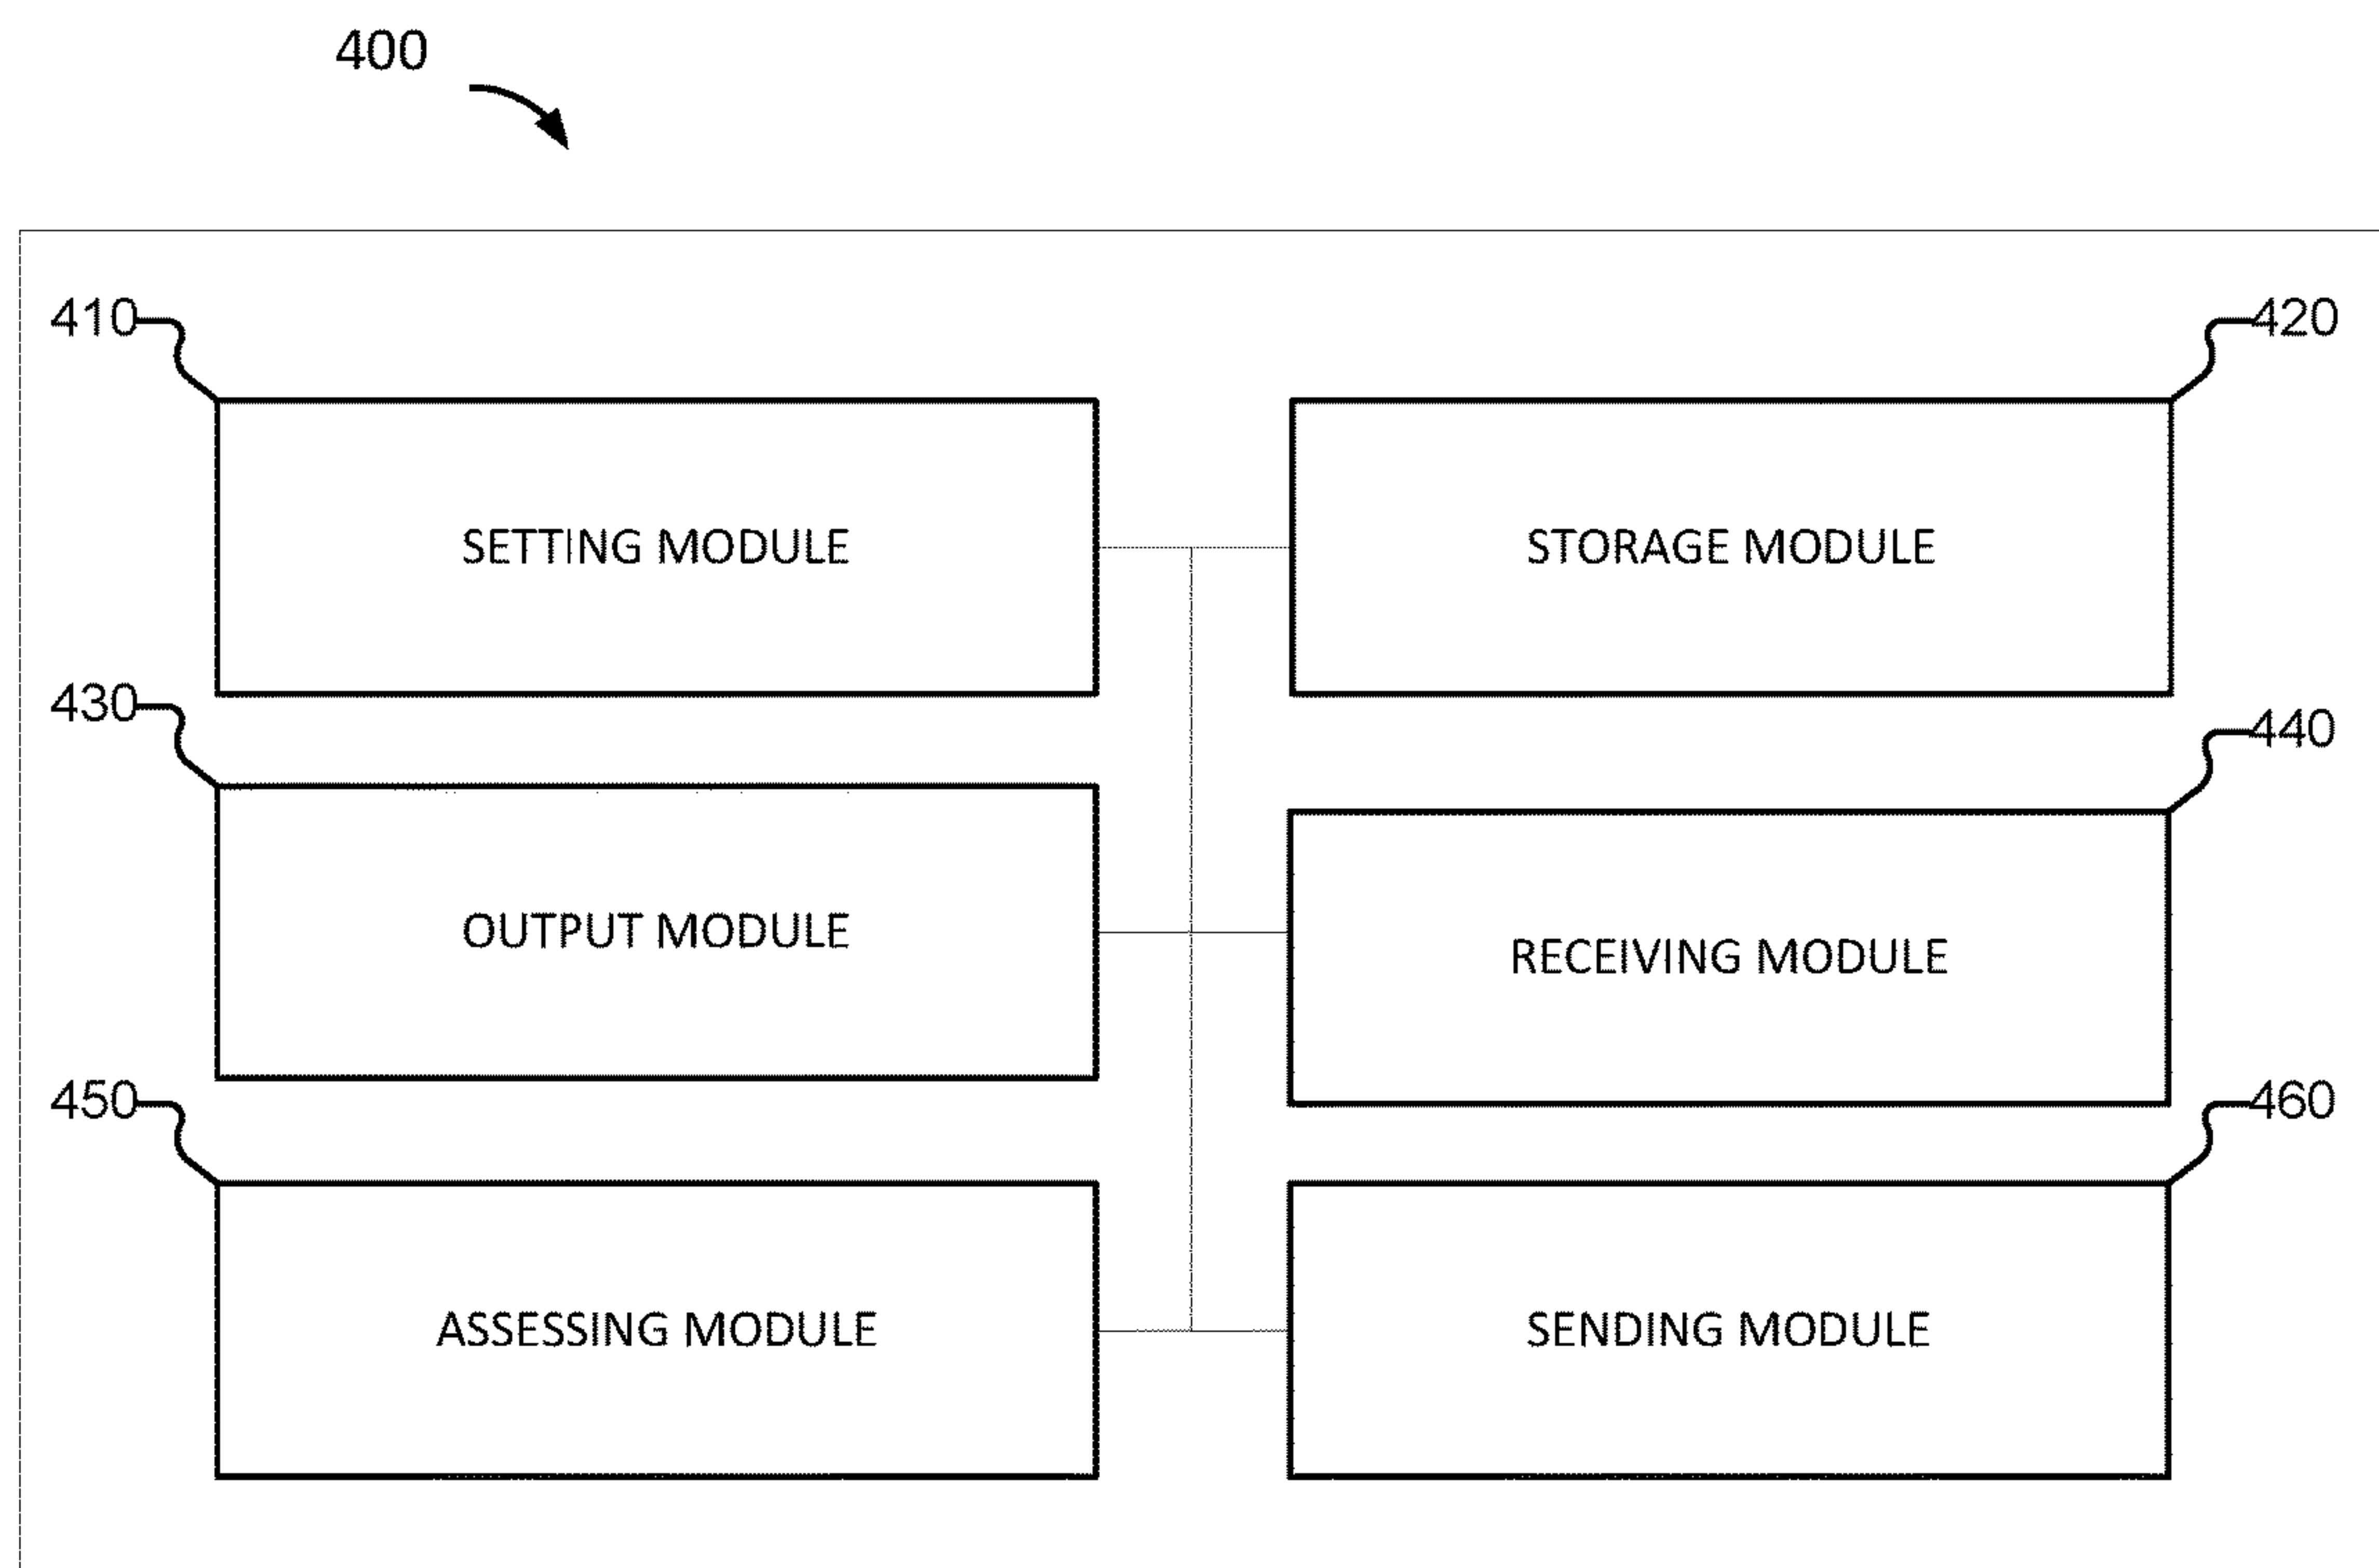 400
410
420
SETTING MODULE
STORAGE MODULE
430
440
OUTPUT MODULE
RECEIVING MODULE
450
460
ASSESSING MODULE
SENDING MODULE